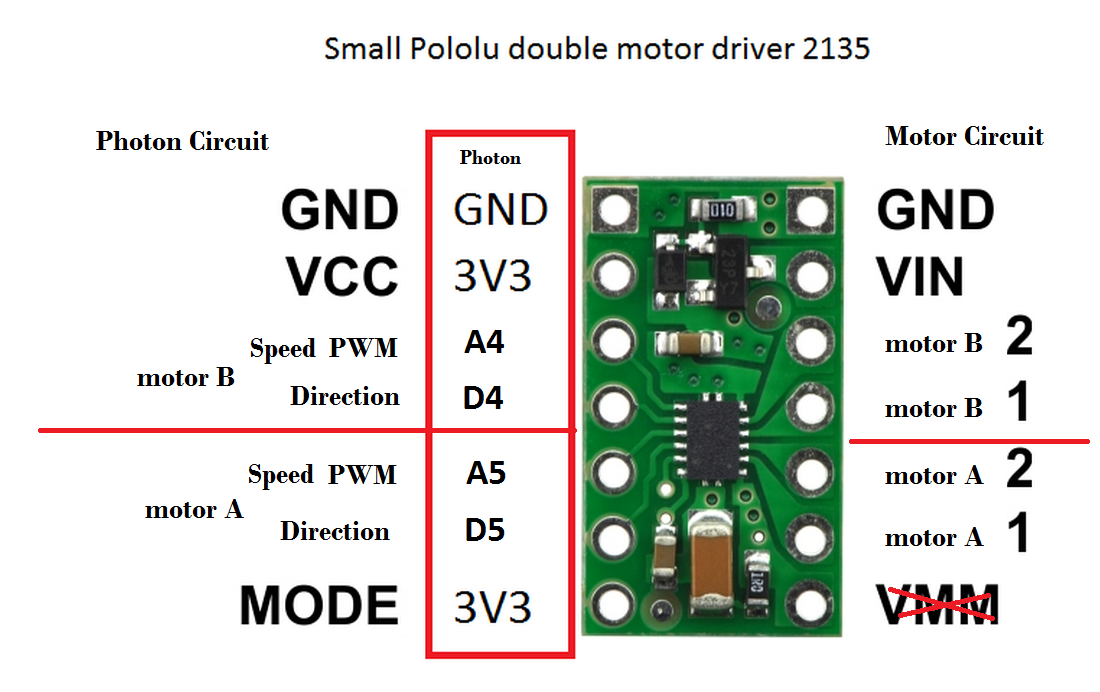 Small Pololu double motor driver 2135
Photon Circuit
Motor Circuit
Photon
GND GND GND
VCC 3V3 VIN
Speed PWM A4 motor B 2
motor B
Direction D4 motor B 1
Speed PWM A5 motor A 2
motor A
Direction D5 motor A 1
MODE 3V3 VMM
010
1R0